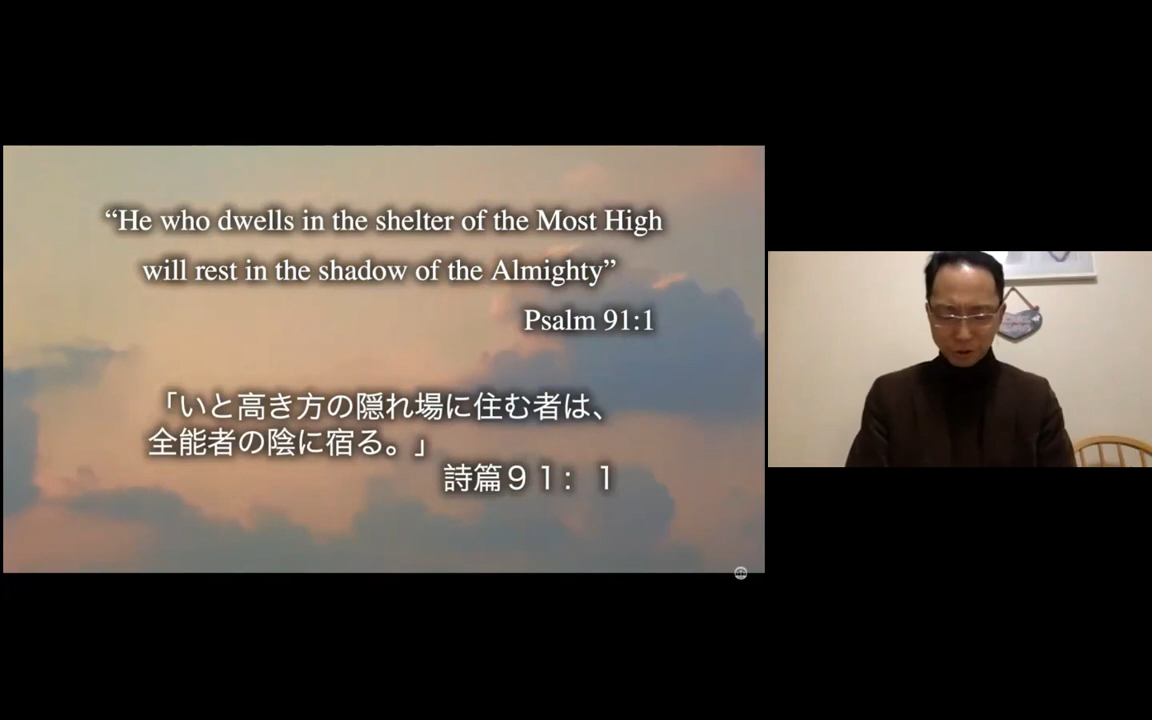 “He who dwells in the shelter of the Most High
will rest in the shadow of the Almighty”
Psalm 91:1
「いと高き方の隠れ場に住む者は、
全能者の陰に宿る。」
詩篇９１：１